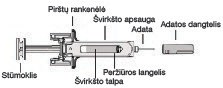 Pirštų rankenėlė
Švirkšto apsauga
Adata
Adatos dangtelis
Stūmoklis
Peržiūros langelis
Švirkšto talpa